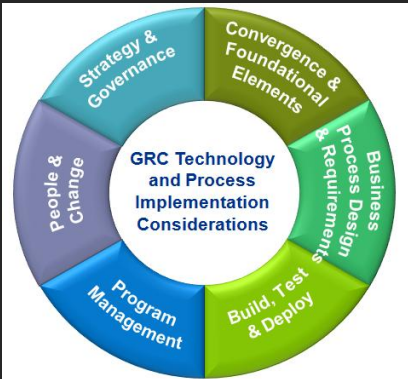 GRC Technology
and Process
Implementation
Considerations
Strategy &
Governance
Convergence &
Foundational
Elements
Business
Process Design
& Requirements
Build, Test
& Deploy
Program
Management
People &
Change